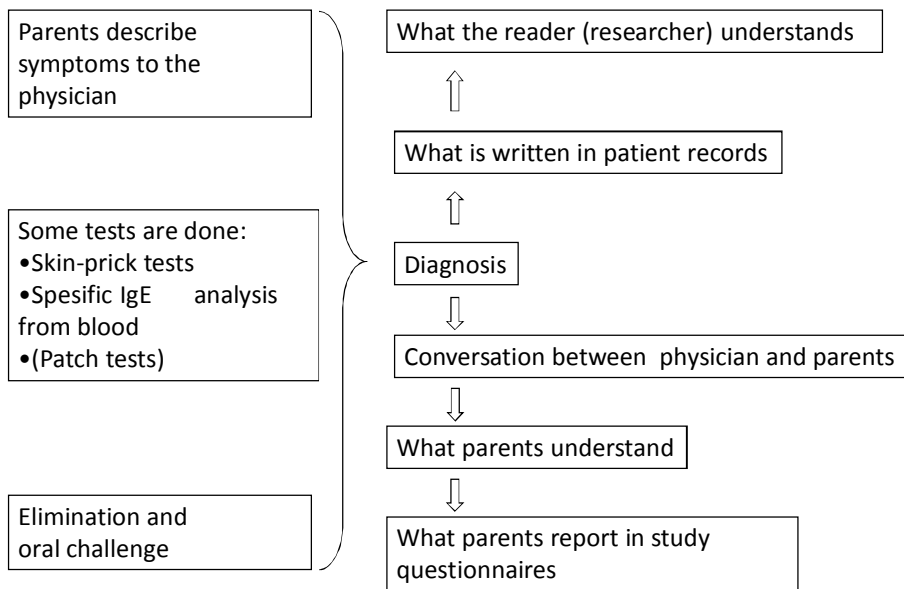 Parents describe
symptoms to the
physician
Some tests are done:
•Skin-prick tests
•Spesific IgE analysis
from blood
•(Patch tests)
Elimination and
oral challenge
What the reader (researcher) understands
What is written in patient records
Diagnosis
Conversation between physician and parents
What parents understand
What parents report in study
questionnaires